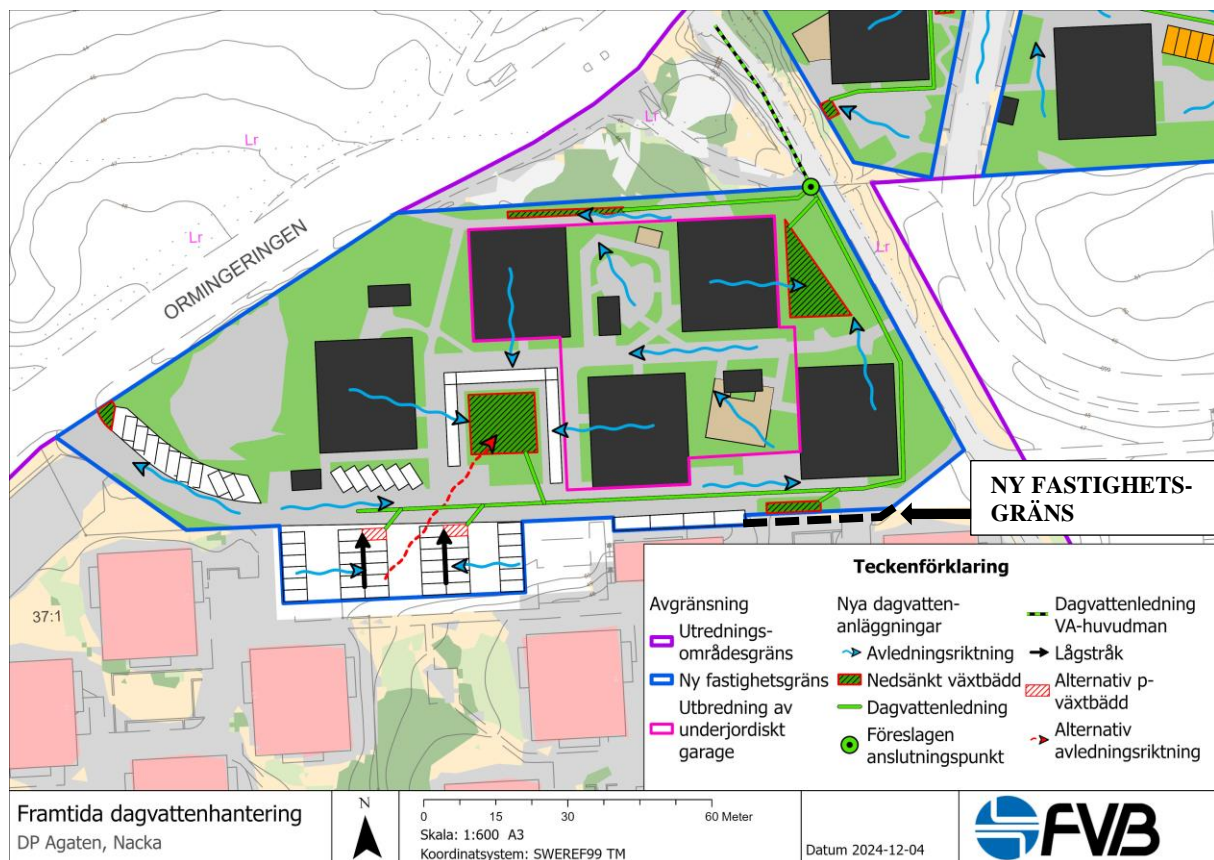 Lr
Lr
Lr
Lr
ORMINGERINGEN
37:1
NY FASTIGHETS-
GRÄNS
Teckenförklaring
Avgränsning
Utrednings-
områdesgräns
Ny fastighetsgräns
Utbredning av
underjordiskt
garage
Nya dagvatten-
anläggningar
Avledningsriktning
Nedsänkt växtbädd
Dagvattenledning
Föreslagen
anslutningspunkt
Dagvattenledning
VA-huvudman
Lågstråk
Alternativ p-
växtbädd
Alternativ
avledningsriktning
Framtida dagvattenhantering
DP Agaten, Nacka
N
0 15 30 60 Meter
Skala: 1:600 A3
Koordinatsystem: SWEREF99 TM
Datum 2024-12-04
FVB